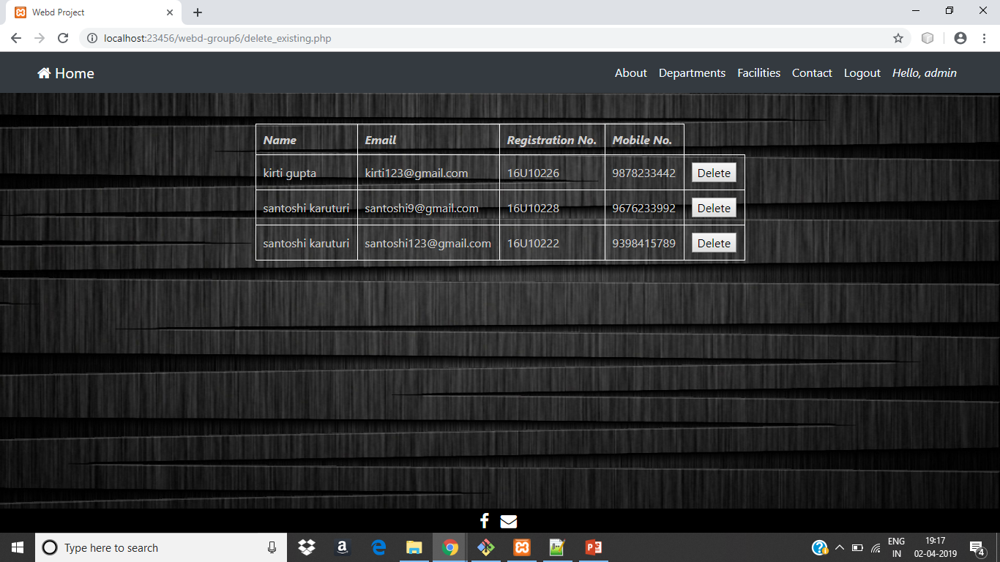 Webd Project
localhost:23456/webd-group6/delete_existing.php
Home About Departments Facilities Contact Logout Hello, admin
Name Email Registration No. Mobile No.
kirti gupta kirti123@gmail.com 16U10226 9878233442 Delete
santoshi karuturi santoshi9@gmail.com 16U10228 9676233992 Delete
santoshi karuturi santoshi123@gmail.com 16U10222 9398415789 Delete
Type here to search
ENG 19:17
IN 02-04-2019 4